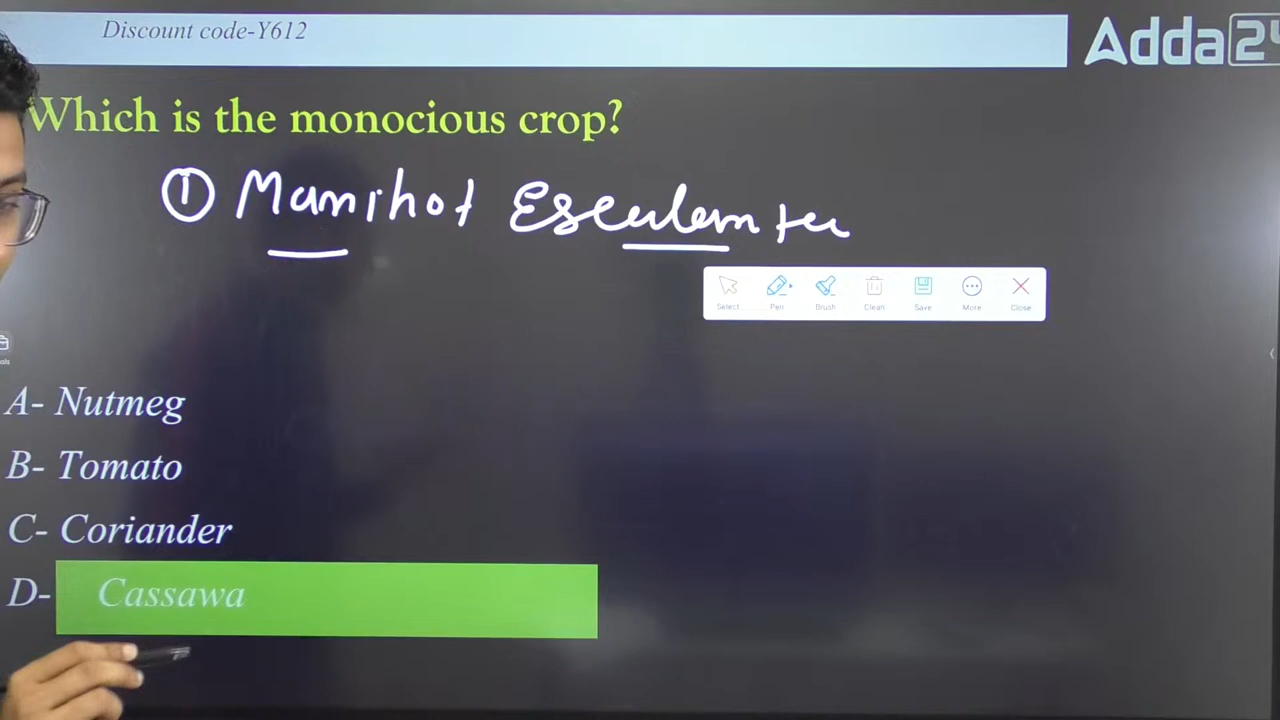 Discount code-Y612
Adda24
Which is the monocious crop?
① Manihot Esculemter
Select Pen Brush Clean Save More Close
A- Nutmeg
B- Tomato
C- Coriander
D- Cassawa